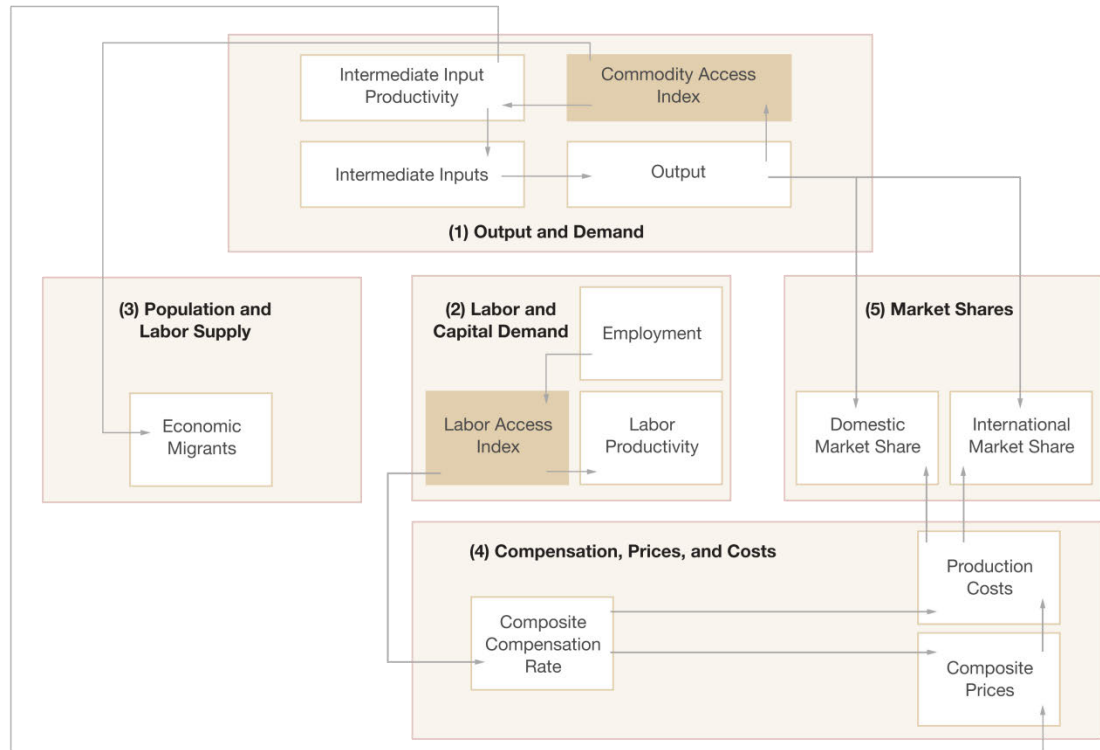 Intermediate Input
Productivity
Commodity Access
Index
Intermediate Inputs
Output
(1) Output and Demand
(3) Population and
Labor Supply
Economic
Migrants
(2) Labor and
Capital Demand
Employment
Labor Access
Index
Labor
Productivity
(5) Market Shares
Domestic
Market Share
International
Market Share
(4) Compensation, Prices, and Costs
Production
Costs
Composite
Compensation
Rate
Composite
Prices